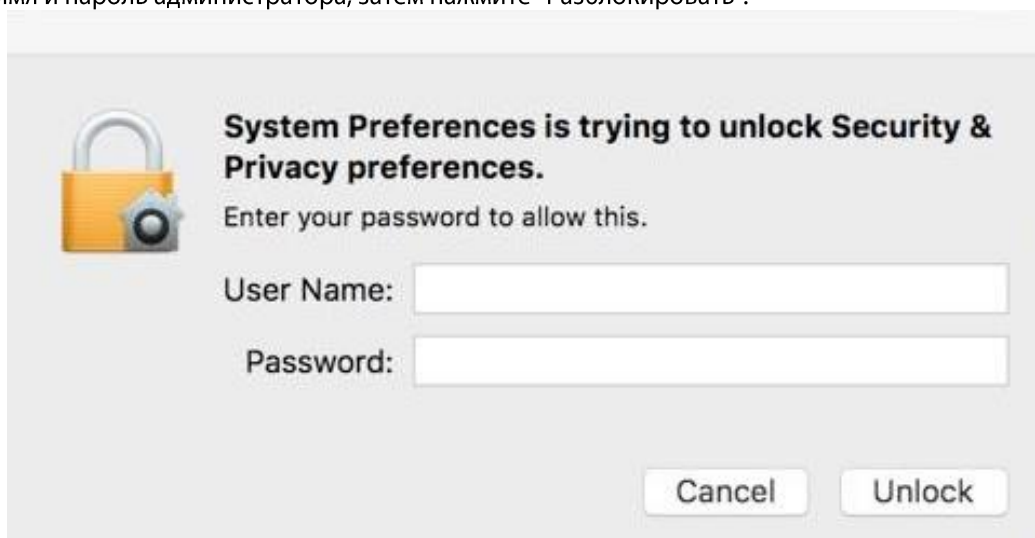 имя и пароль администратора, затем нажмите "Разблокировать".
System Preferences is trying to unlock Security &
Privacy preferences.
Enter your password to allow this.
User Name:
Password:
Cancel
Unlock